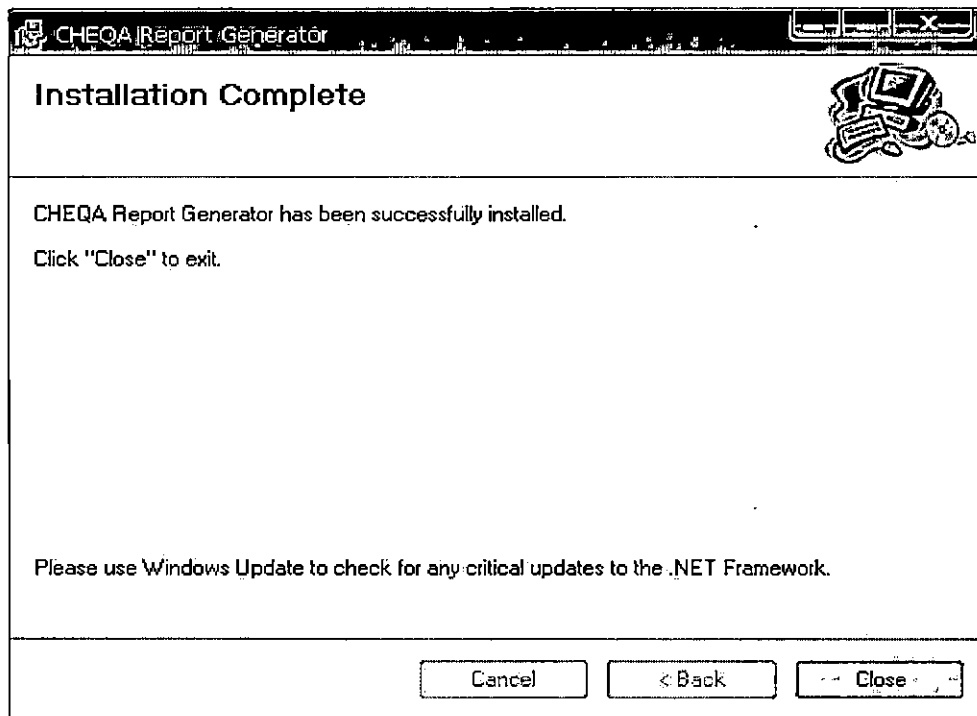 CHEQA Report Generator
Installation Complete
CHEQA Report Generator has been successfully installed.
Click "Close" to exit.
Please use Windows Update to check for any critical updates to the .NET Framework.
Cancel < Back Close